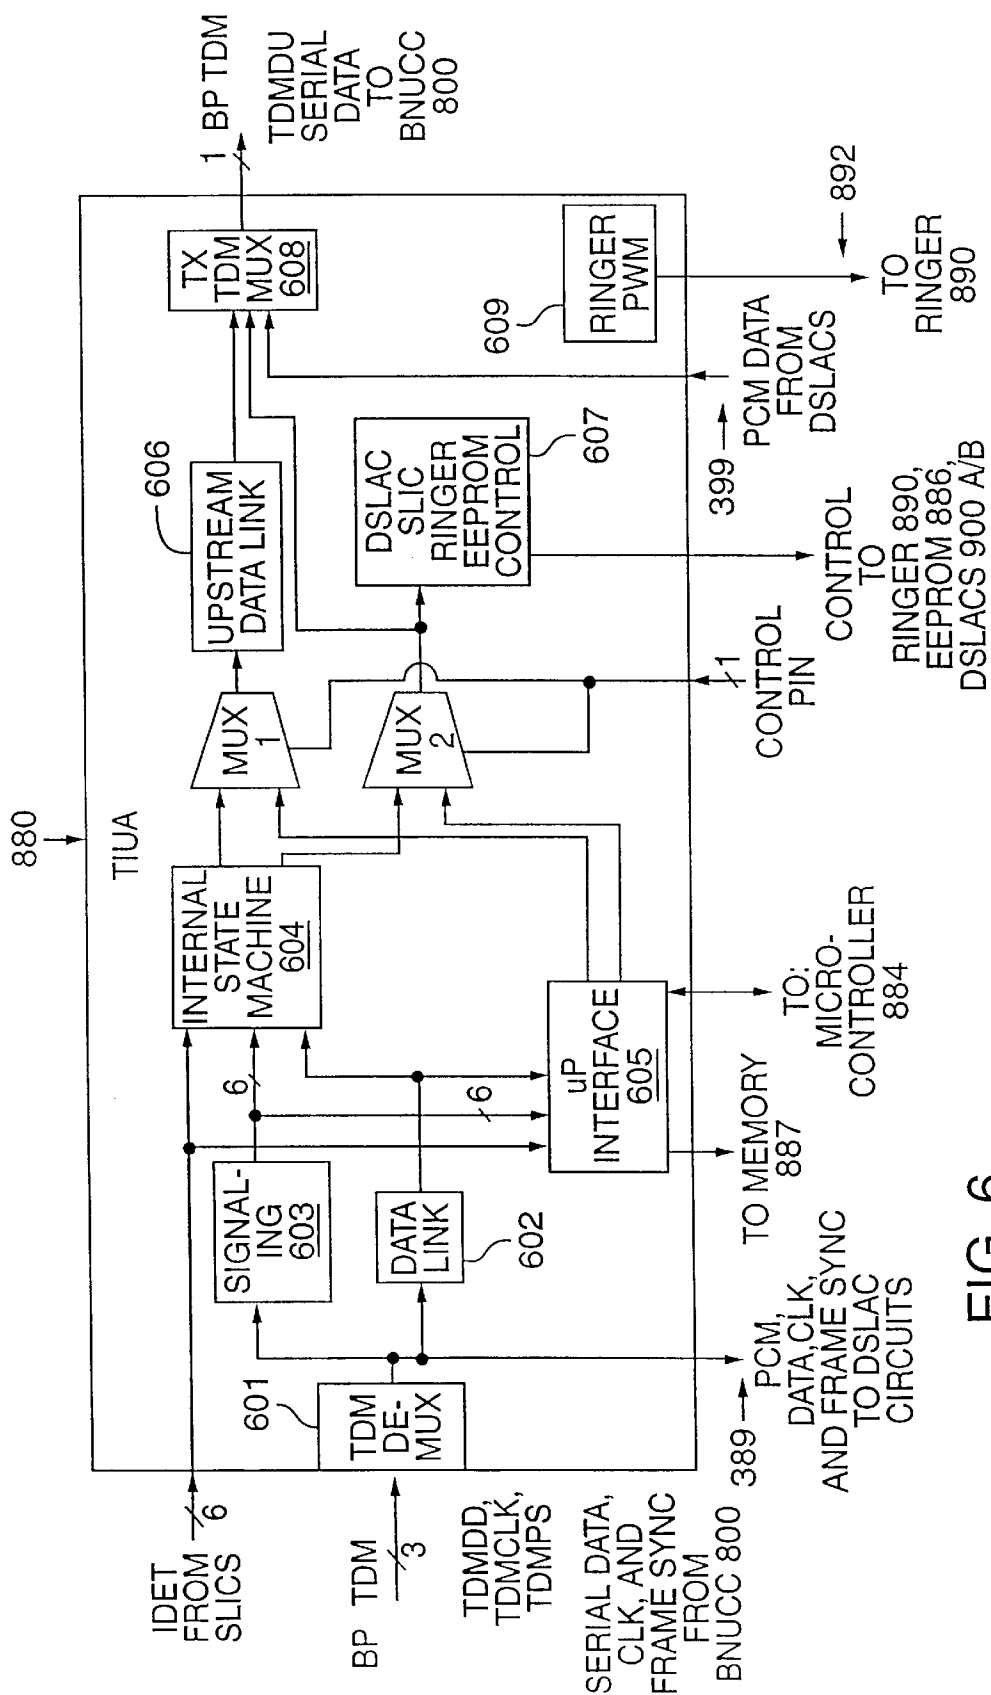 880
TIUA
IDET
FROM
SLICS
6
BP TDM
3
TDMDD,
TDMCLK,
TDMPS
SERIAL DATA,
CLK, AND
FRAME SYNC
FROM
BNUCC 800
601
TDM
DE-
MUX
389
PCM,
DATA,CLK,
AND FRAME SYNC
TO DSLAC
CIRCUITS
SIGNAL-
ING
603
DATA
LINK
602
6
6
INTERNAL
STATE
MACHINE
604
uP
INTERFACE
605
TO MEMORY
887
TO:
MICRO-
CONTROLLER
884
MUX
1
MUX
2
1
CONTROL
PIN
606
UPSTREAM
DATA LINK
DSLAC
SLIC
RINGER
EEPROM
CONTROL
607
CONTROL
TO
RINGER 890,
EEPROM 886,
DSLACS 900 A/B
399
PCM DATA
FROM
DSLACS
TX
TDM
MUX
608
609
RINGER
PWM
892
TO
RINGER
890
1
BP TDM
TDMDU
SERIAL
DATA
TO
BNUCC
800
FIG. 6